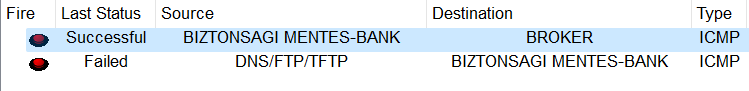 Fire Last Status Source Destination Type
Successful BIZTONSAGI MENTES-BANK BROKER ICMP
Failed DNS/FTP/TFTP BIZTONSAGI MENTES-BANK ICMP